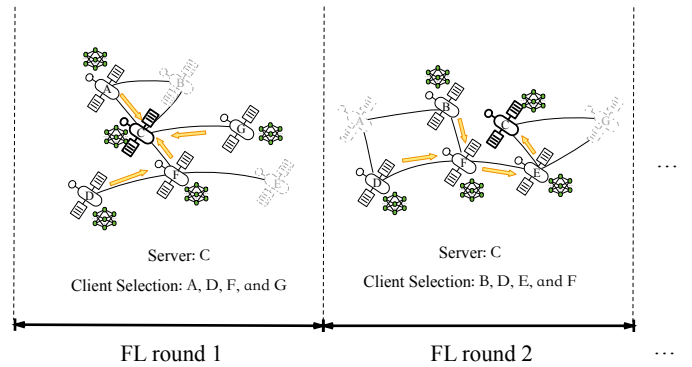 A
C
G
F
D
Server: C
Client Selection: A, D, F, and G
FL round 1
B
F
D
E
Server: C
Client Selection: B, D, E, and F
FL round 2
...
...